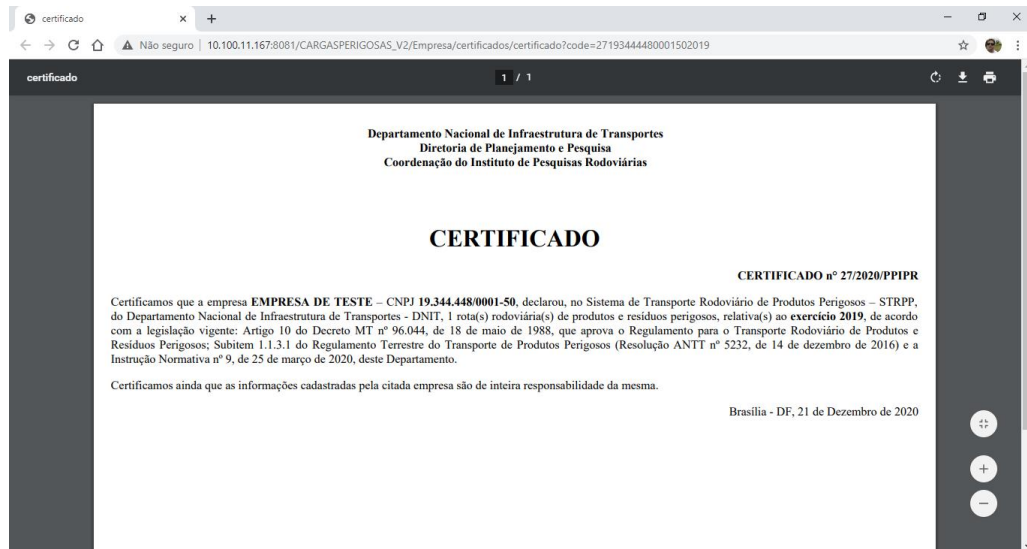 certificado
Não seguro | 10.100.11.167:8081/CARGASPERIGOSAS_V2/Empresa/certificados/certificado?code=27193444480001502019
certificado
1 / 1
Departamento Nacional de Infraestrutura de Transportes
Diretoria de Planejamento e Pesquisa
Coordenação do Instituto de Pesquisas Rodoviárias
CERTIFICADO
CERTIFICADO nº 27/2020/PPIPR
Certificamos que a empresa EMPRESA DE TESTE – CNPJ 19.344.448/0001-50, declarou, no Sistema de Transporte Rodoviário de Produtos Perigosos – STRPP,
do Departamento Nacional de Infraestrutura de Transportes - DNIT, 1 rota(s) rodoviária(s) de produtos e resíduos perigosos, relativa(s) ao exercício 2019, de acordo
com a legislação vigente: Artigo 10 do Decreto MT nº 96.044, de 18 de maio de 1988, que aprova o Regulamento para o Transporte Rodoviário de Produtos e
Resíduos Perigosos; Subitem 1.1.3.1 do Regulamento Terrestre do Transporte de Produtos Perigosos (Resolução ANTT nº 5232, de 14 de dezembro de 2016) e a
Instrução Normativa nº 9, de 25 de março de 2020, deste Departamento.
Certificamos ainda que as informações cadastradas pela citada empresa são de inteira responsabilidade da mesma.
Brasília - DF, 21 de Dezembro de 2020